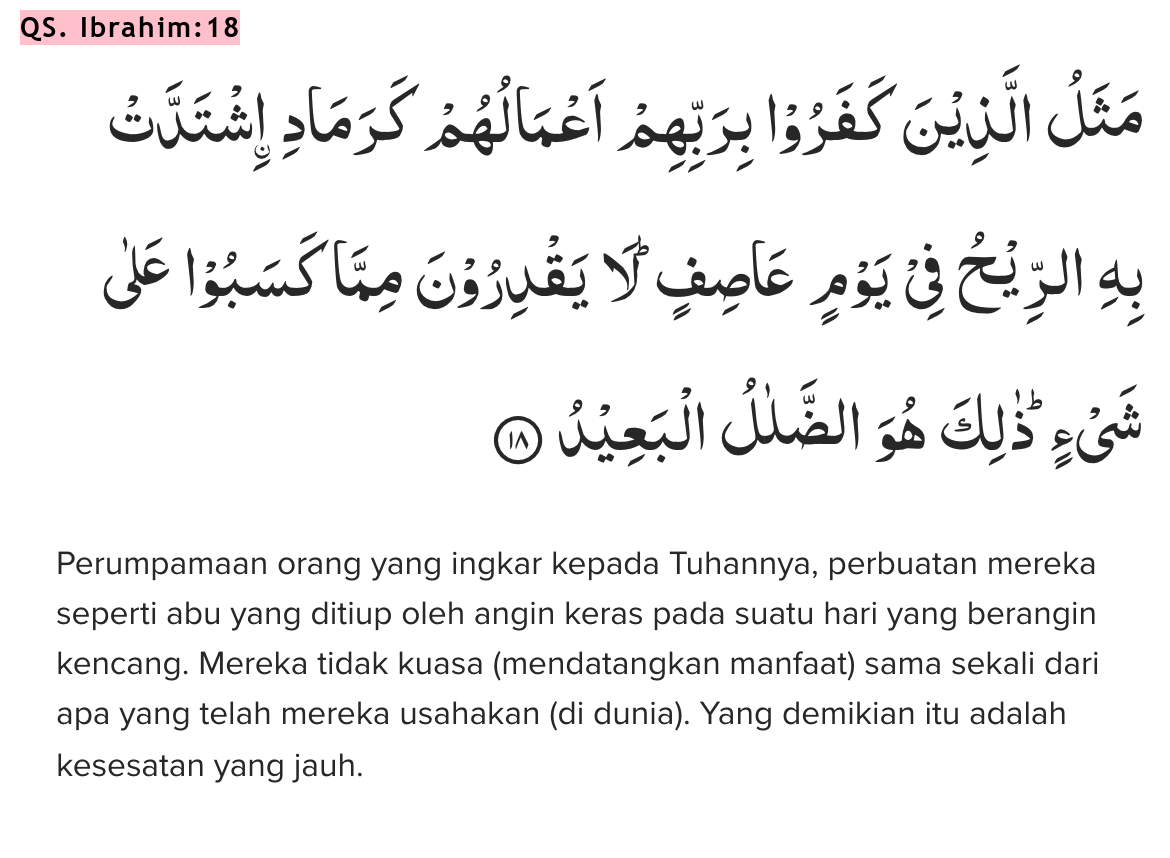 QS. Ibrahim:18
مَثَلُ الَّذِيْنَ كَفَرُوْا بِرَبِّهِمْ اَعْمَالُهُمْ كَرَمَادِ ِۨاشْتَدَّتْ
بِهِ الرِّيْحُ فِيْ يَوْمٍ عَاصِفٍۗ لَا يَقْدِرُوْنَ مِمَّا كَسَبُوْا عَلٰى
شَيْءٍ ۗذٰلِكَ هُوَ الضَّلٰلُ الْبَعِيْدُ ١٨
Perumpamaan orang yang ingkar kepada Tuhannya, perbuatan mereka
seperti abu yang ditiup oleh angin keras pada suatu hari yang berangin
kencang. Mereka tidak kuasa (mendatangkan manfaat) sama sekali dari
apa yang telah mereka usahakan (di dunia). Yang demikian itu adalah
kesesatan yang jauh.